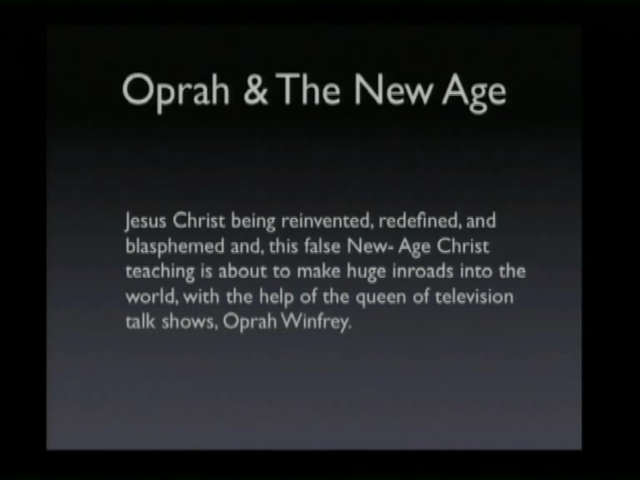 Oprah & The New Age
Jesus Christ being reinvented, redefined, and
blasphemed and, this false New- Age Christ
teaching is about to make huge inroads into the
world, with the help of the queen of television
talk shows, Oprah Winfrey.